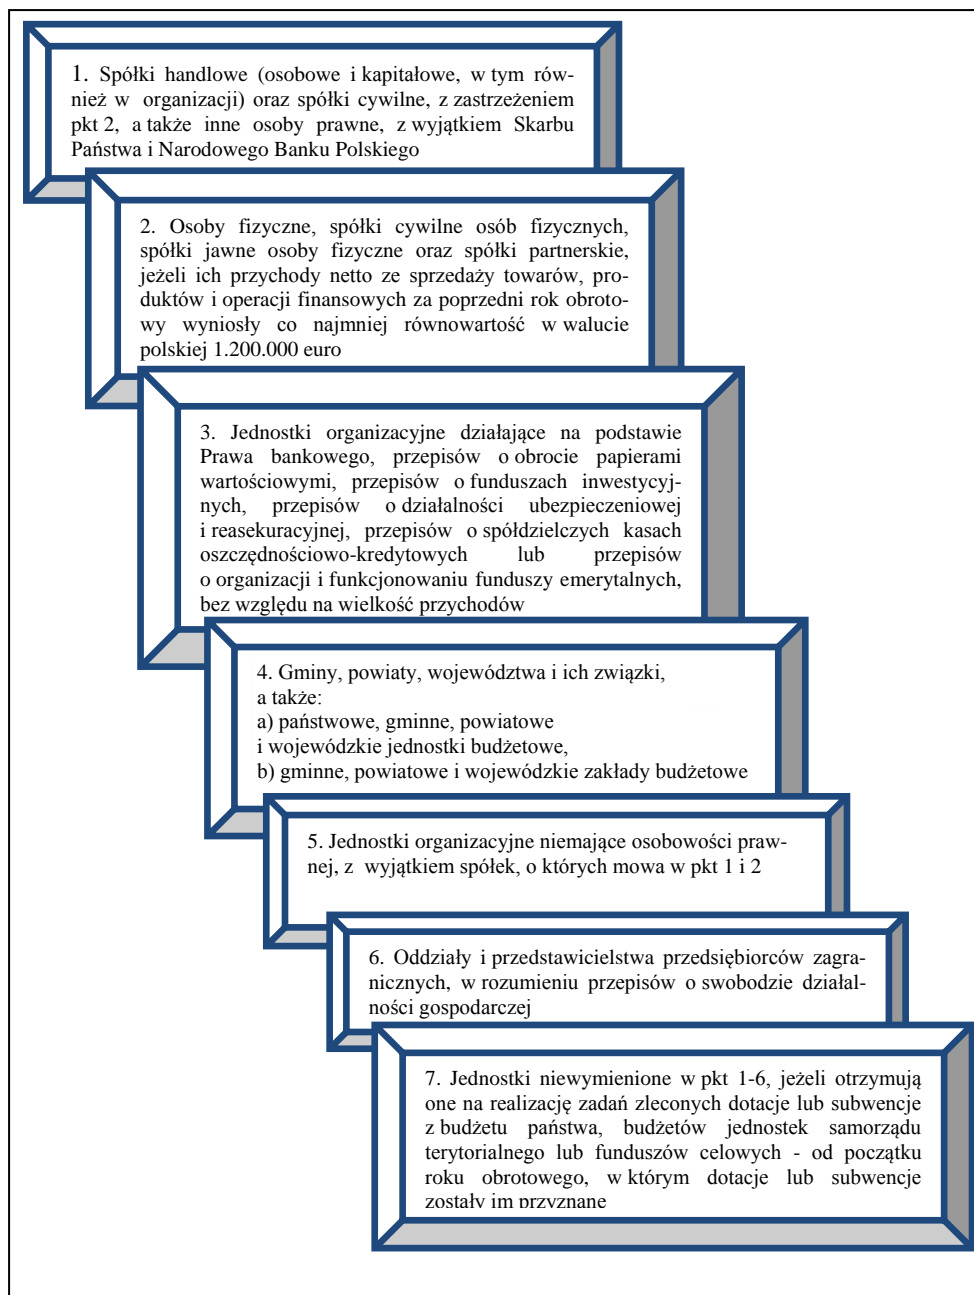 1. Spółki handlowe (osobowe i kapitałowe, w tym rów-
nież w organizacji) oraz spółki cywilne, z zastrzeżeniem
pkt 2, a także inne osoby prawne, z wyjątkiem Skarbu
Państwa i Narodowego Banku Polskiego
2. Osoby fizyczne, spółki cywilne osób fizycznych,
spółki jawne osoby fizyczne oraz spółki partnerskie,
jeżeli ich przychody netto ze sprzedaży towarów, pro-
duktów i operacji finansowych za poprzedni rok obroto-
wy wyniosły co najmniej równowartość w walucie
polskiej 1.200.000 euro
3. Jednostki organizacyjne działające na podstawie
Prawa bankowego, przepisów o obrocie papierami
wartościowymi, przepisów o funduszach inwestycyj-
nych, przepisów o działalności ubezpieczeniowej
i reasekuracyjnej, przepisów o spółdzielczych kasach
oszczędnościowo-kredytowych lub przepisów
o organizacji i funkcjonowaniu funduszy emerytalnych,
bez względu na wielkość przychodów
4. Gminy, powiaty, województwa i ich związki,
a także:
a) państwowe, gminne, powiatowe
i wojewódzkie jednostki budżetowe,
b) gminne, powiatowe i wojewódzkie zakłady budżetowe
5. Jednostki organizacyjne niemające osobowości praw-
nej, z wyjątkiem spółek, o których mowa w pkt 1 i 2
6. Oddziały i przedstawicielstwa przedsiębiorców zagra-
nicznych, w rozumieniu przepisów o swobodzie działal-
ności gospodarczej
7. Jednostki niewymienione w pkt 1-6, jeżeli otrzymują
one na realizację zadań zleconych dotacje lub subwencje
z budżetu państwa, budżetów jednostek samorządu
terytorialnego lub funduszów celowych - od początku
roku obrotowego, w którym dotacje lub subwencje
zostały im przyznane